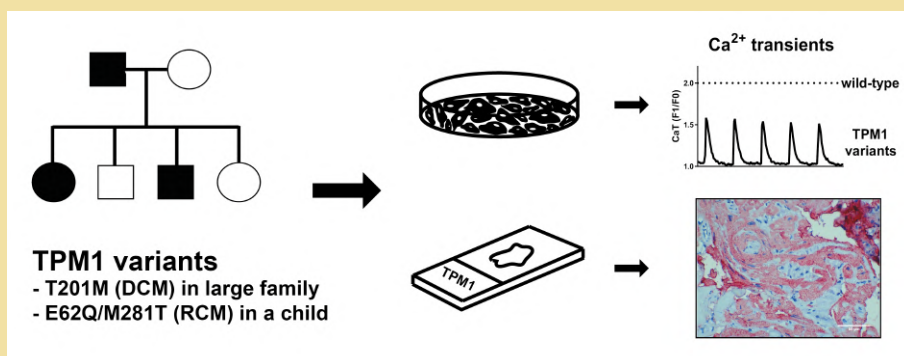 Ca²⁺ transients
CaT (F1/F0)
2.0
1.5
1.0
wild-type
TPM1
variants
TPM1 variants
- T201M (DCM) in large family
- E62Q/M281T (RCM) in a child
TPM1